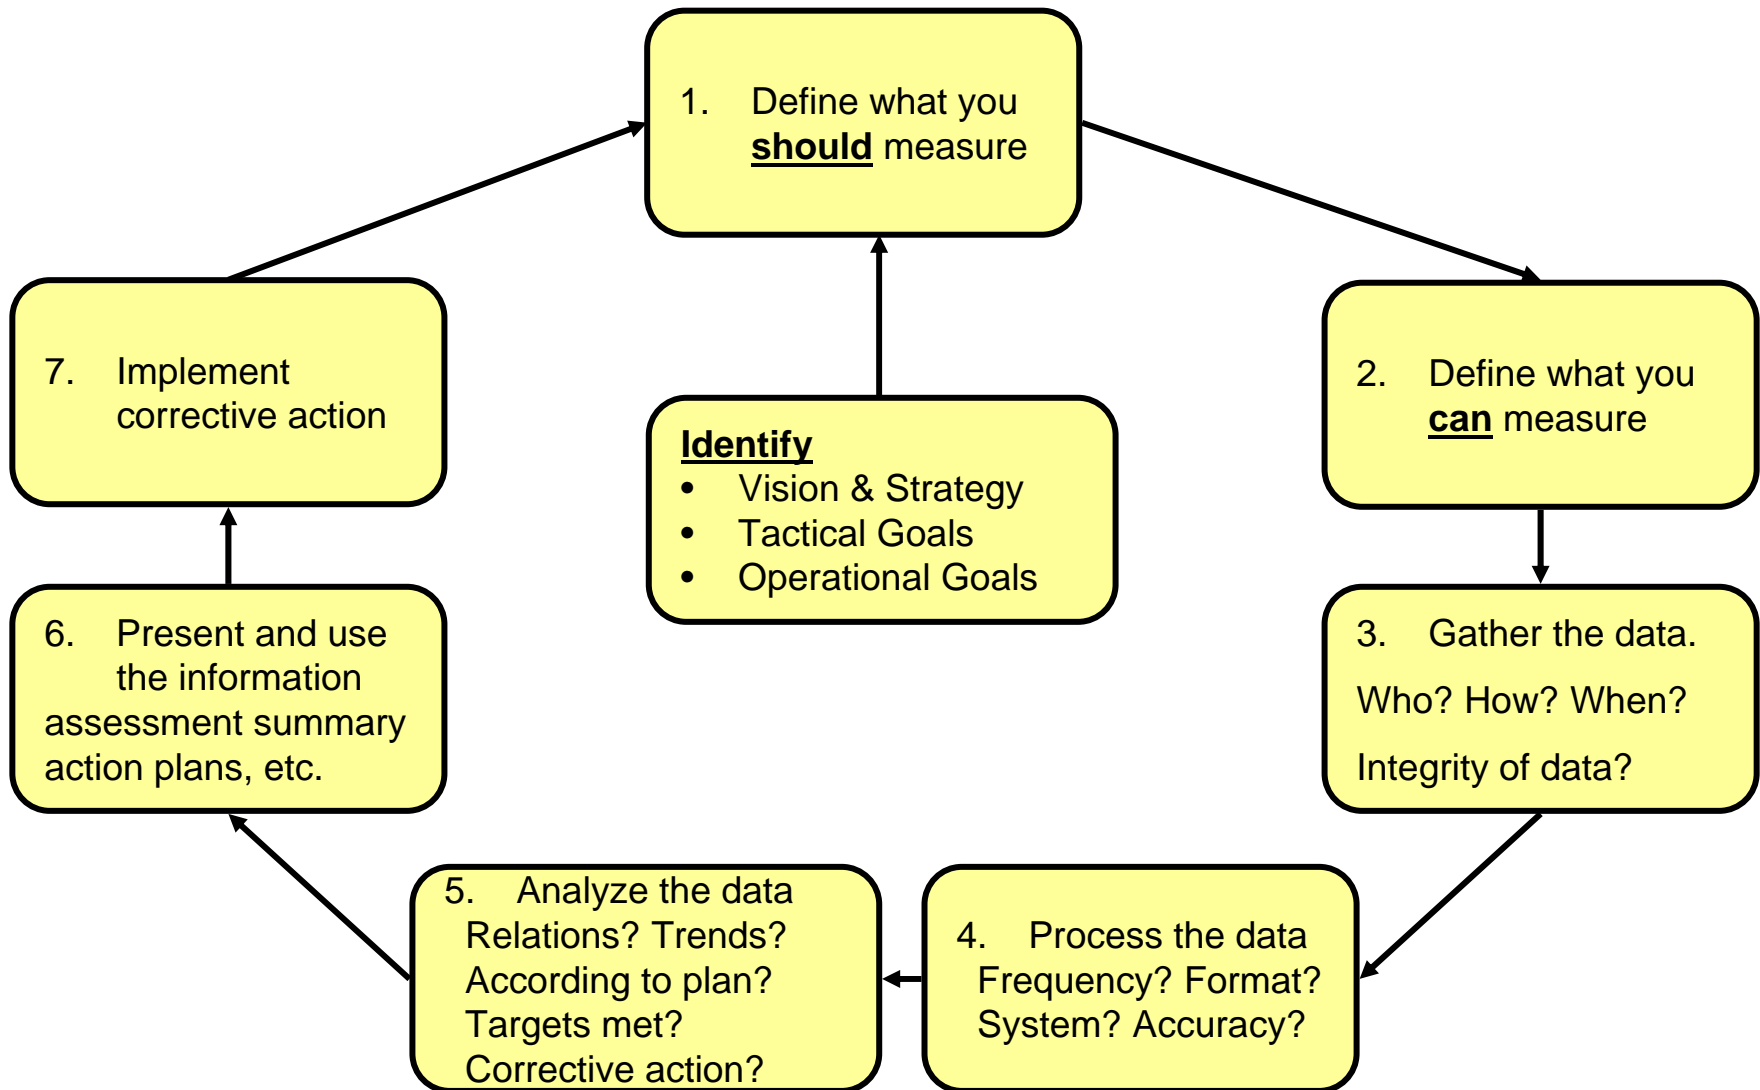 1. Define what you
should measure
2. Define what you
can measure
3. Gather the data.
Who? How? When?
Integrity of data?
4. Process the data
Frequency? Format?
System? Accuracy?
5. Analyze the data
Relations? Trends?
According to plan?
Targets met?
Corrective action?
6. Present and use
the information
assessment summary
action plans, etc.
7. Implement
corrective action
Identify
• Vision & Strategy
• Tactical Goals
• Operational Goals